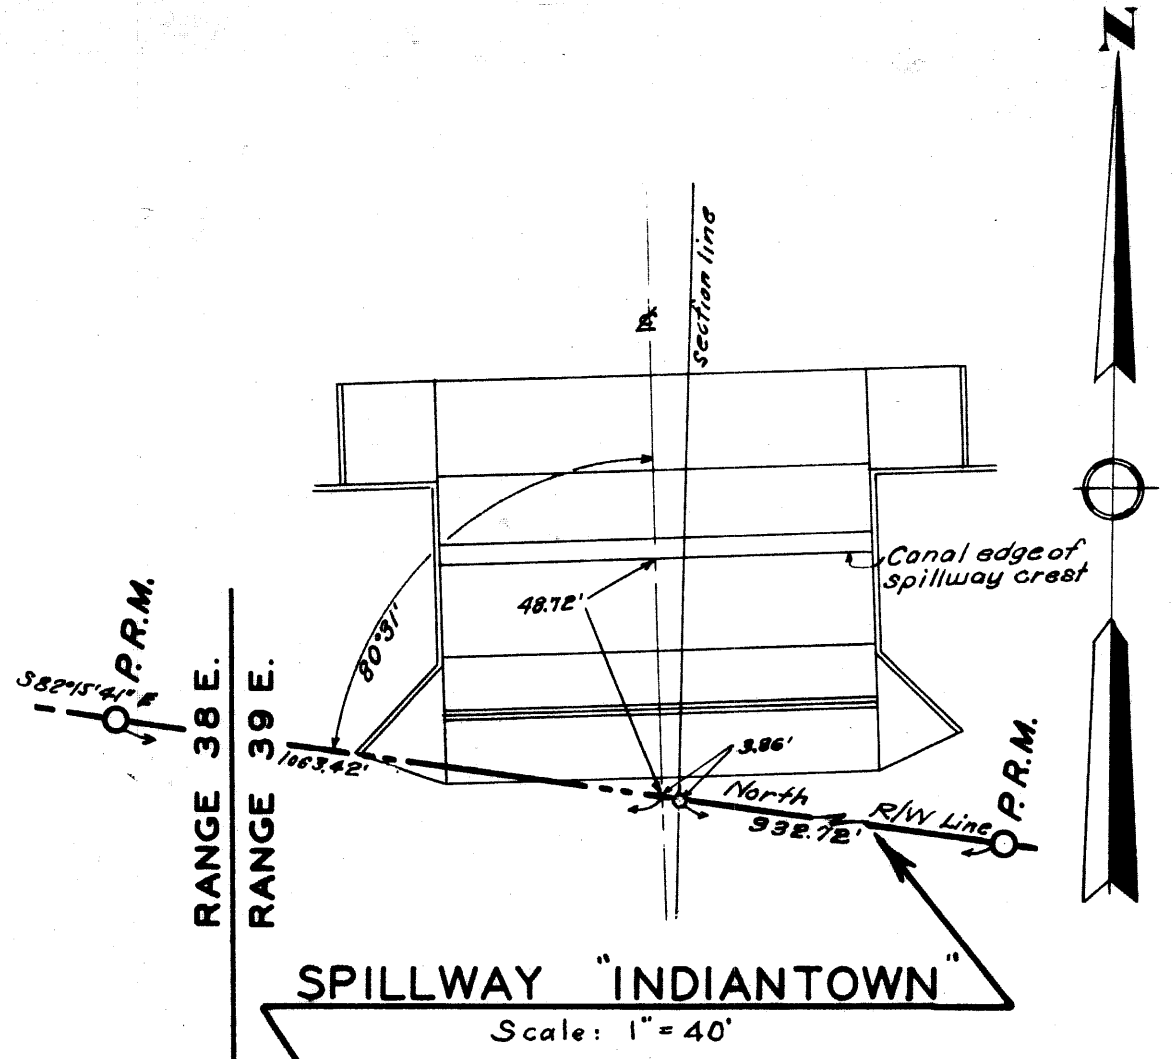 N
section line
℞
Canal edge of
spillway crest
48.72'
80°31'
P.R.M.
S82°15'41"E
RANGE 38 E.
RANGE 39 E.
1063.42'
3.86'
North R/W Line
932.72'
P.R.M.
SPILLWAY "INDIANTOWN"
Scale: 1"=40'